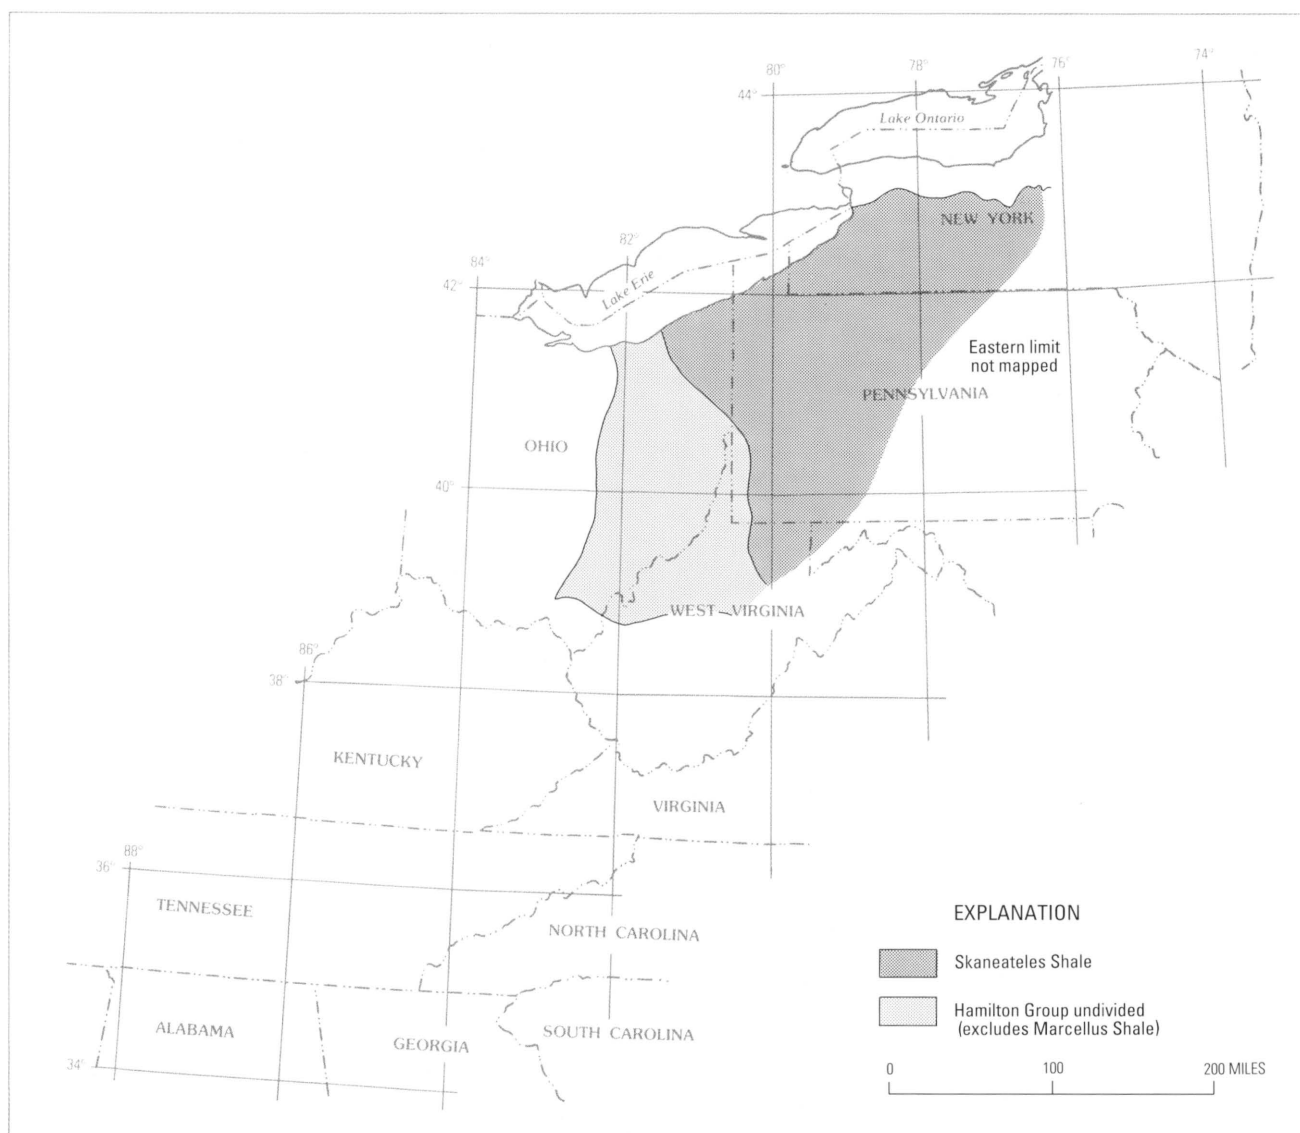 74°
76°
78°
80°
44°
Lake Ontario
NEW YORK
82°
84°
42°
Lake Erie
Eastern limit
not mapped
PENNSYLVANIA
OHIO
40°
WEST VIRGINIA
86°
38°
KENTUCKY
VIRGINIA
88°
36°
TENNESSEE
NORTH CAROLINA
ALABAMA
GEORGIA
SOUTH CAROLINA
34°
EXPLANATION
Skaneateles Shale
Hamilton Group undivided
(excludes Marcellus Shale)
0 100 200 MILES